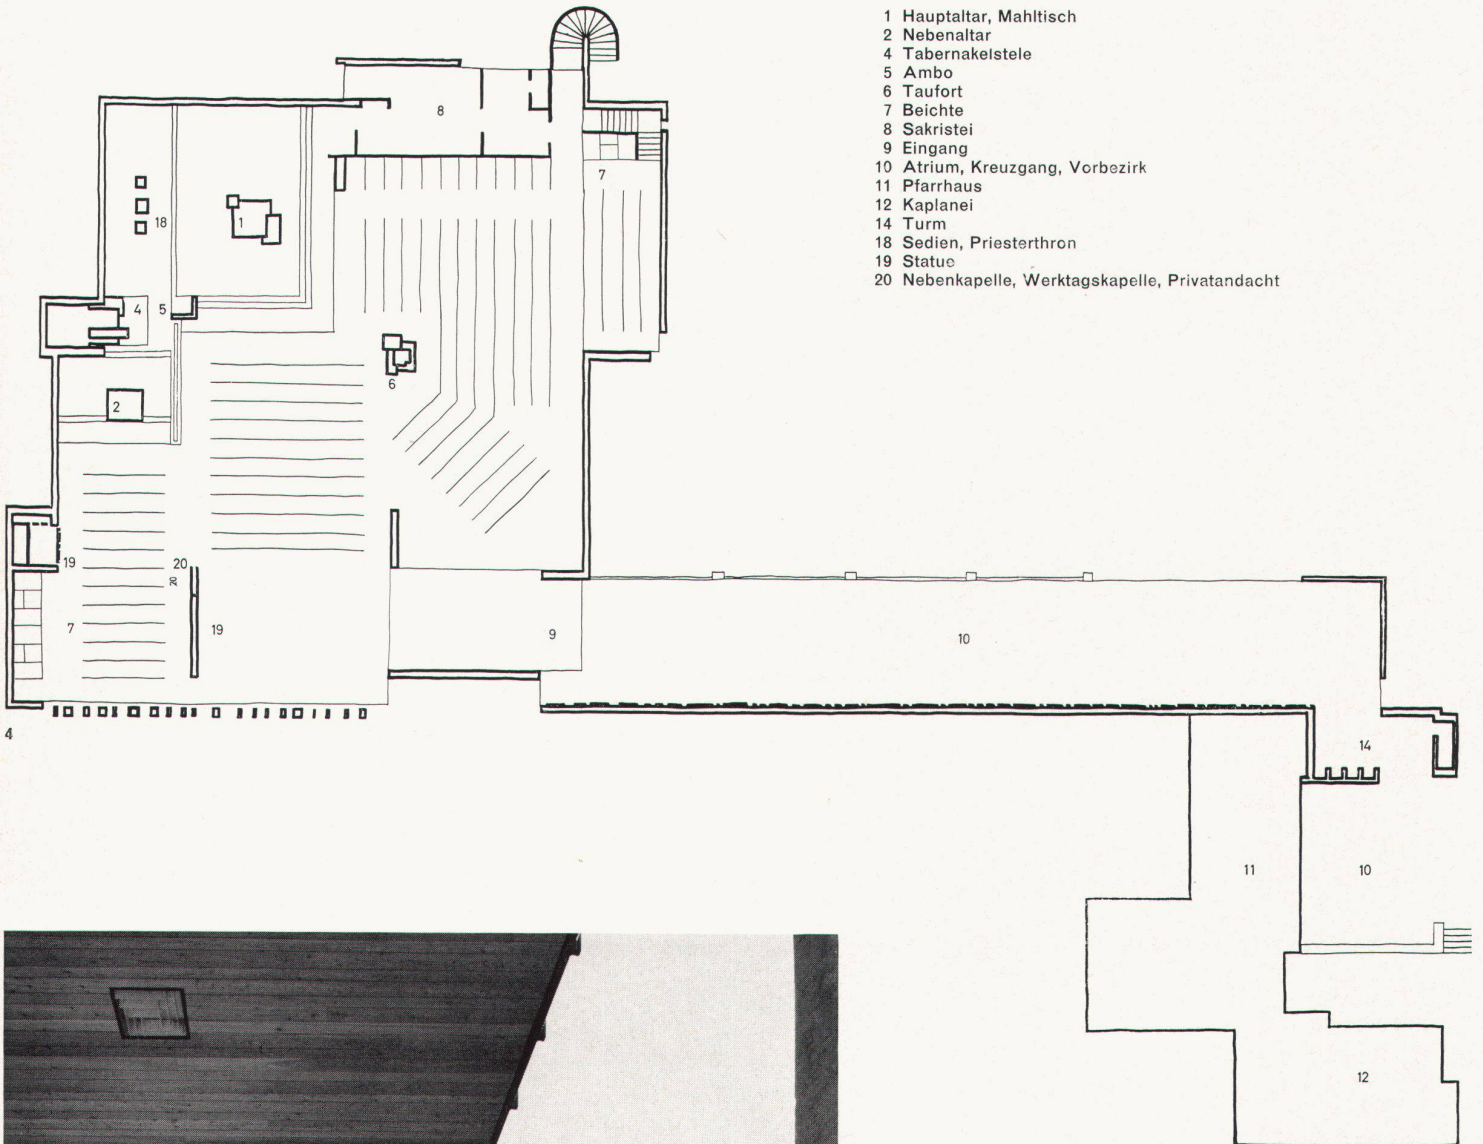 1 Hauptaltar, Mahltisch
2 Nebenaltar
4 Tabernakelstele
5 Ambo
6 Taufort
7 Beichte
8 Sakristei
9 Eingang
10 Atrium, Kreuzgang, Vorbezirk
11 Pfarrhaus
12 Kaplanei
14 Turm
18 Sedien, Priesterthron
19 Statue
20 Nebenkapelle, Werktagskapelle, Privatandacht
8
7
18
1
4
5
6
2
19
20
20
7
19
9
10
4
14
11
10
12